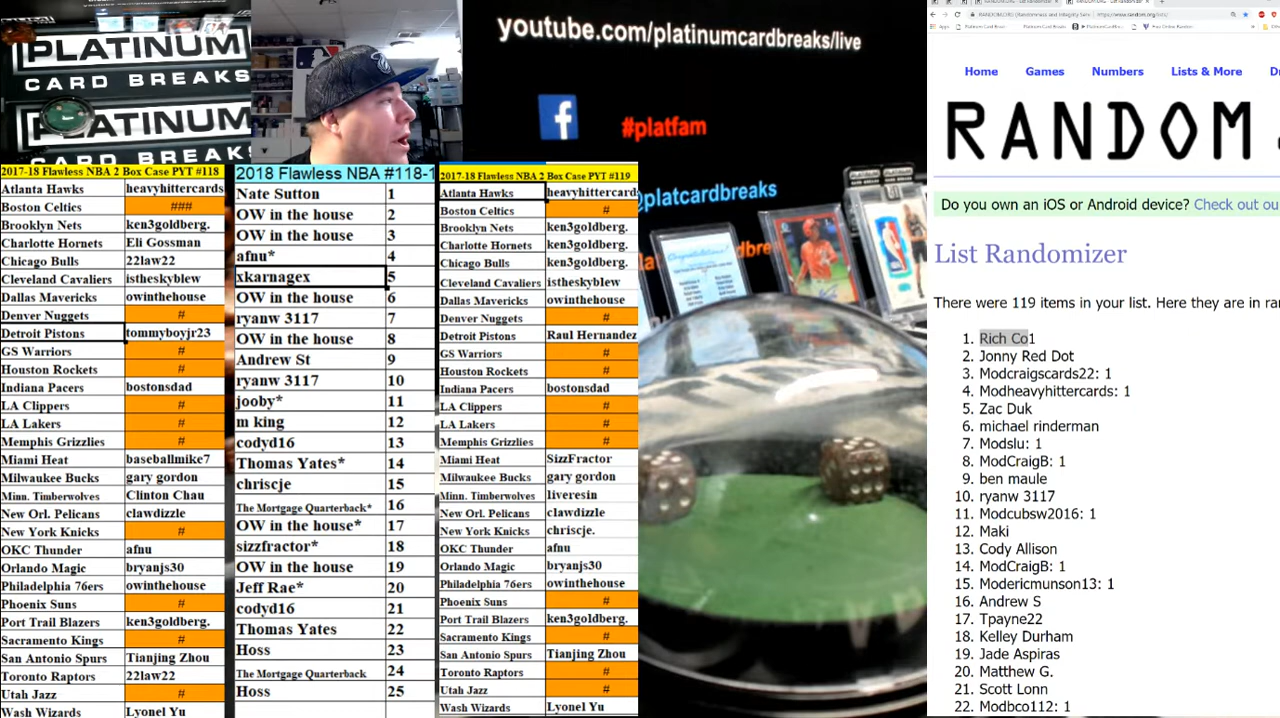 PLATINUM
CARD BREAKS
PLATINUM
CARD BREAKS
youtube.com/platinumcardbreaks/live
#platfam
@platcardbreaks
Home Games Numbers Lists & More
RANDOM
Do you own an iOS or Android device? Check out ou
List Randomizer
There were 119 items in your list. Here they are in ra
1. Rich Co1
2. Jonny Red Dot
3. Modcraigscards22: 1
4. Modheavyhittercards: 1
5. Zac Duk
6. michael rinderman
7. Modslu: 1
8. ModCraigB: 1
9. ben maule
10. ryanw 3117
11. Modcubsw2016: 1
12. Maki
13. Cody Allison
14. ModCraigB: 1
15. Modericmunson13: 1
16. Andrew S
17. Tpayne22
18. Kelley Durham
19. Jade Aspiras
20. Matthew G.
21. Scott Lonn
22. Modbco112: 1
2017-18 Flawless NBA 2 Box Case PYT #118
Atlanta Hawks heavyhittercards
Boston Celtics ###
Brooklyn Nets ken3goldberg.
Charlotte Hornets Eli Gossman
Chicago Bulls 22law22
Cleveland Cavaliers istheskyblew
Dallas Mavericks owinthehouse
Denver Nuggets #
Detroit Pistons tommyboyjr23
GS Warriors #
Houston Rockets #
Indiana Pacers bostonsdad
LA Clippers #
LA Lakers #
Memphis Grizzlies #
Miami Heat baseballmike7
Milwaukee Bucks gary gordon
Minn. Timberwolves Clinton Chau
New Orl. Pelicans clawdizzle
New York Knicks #
OKC Thunder afnu
Orlando Magic bryanjs30
Philadelphia 76ers owinthehouse
Phoenix Suns #
Port Trail Blazers ken3goldberg.
Sacramento Kings #
San Antonio Spurs Tianjing Zhou
Toronto Raptors 22law22
Utah Jazz #
Wash Wizards Lyonel Yu
2018 Flawless NBA #118-1
Nate Sutton 1
OW in the house 2
OW in the house 3
afnu* 4
xkarnagex 5
OW in the house 6
ryanw 3117 7
OW in the house 8
Andrew St 9
ryanw 3117 10
jooby* 11
m king 12
codyd16 13
Thomas Yates* 14
chriscje 15
The Mortgage Quarterback* 16
OW in the house* 17
sizzfractor* 18
OW in the house 19
Jeff Rae* 20
codyd16 21
Thomas Yates 22
Hoss 23
The Mortgage Quarterback 24
Hoss 25
2017-18 Flawless NBA 2 Box Case PYT #119
Atlanta Hawks heavyhittercards
Boston Celtics #
Brooklyn Nets ken3goldberg.
Charlotte Hornets ken3goldberg.
Chicago Bulls ken3goldberg.
Cleveland Cavaliers istheskyblew
Dallas Mavericks owinthehouse
Denver Nuggets #
Detroit Pistons Raul Hernandez
GS Warriors #
Houston Rockets #
Indiana Pacers bostonsdad
LA Clippers #
LA Lakers #
Memphis Grizzlies #
Miami Heat SizzFractor
Milwaukee Bucks gary gordon
Minn. Timberwolves liveresin
New Orl. Pelicans clawdizzle
New York Knicks chriscje.
OKC Thunder afnu
Orlando Magic bryanjs30
Philadelphia 76ers owinthehouse
Phoenix Suns #
Port Trail Blazers ken3goldberg.
Sacramento Kings #
San Antonio Spurs Tianjing Zhou
Toronto Raptors #
Utah Jazz #
Wash Wizards Lyonel Yu